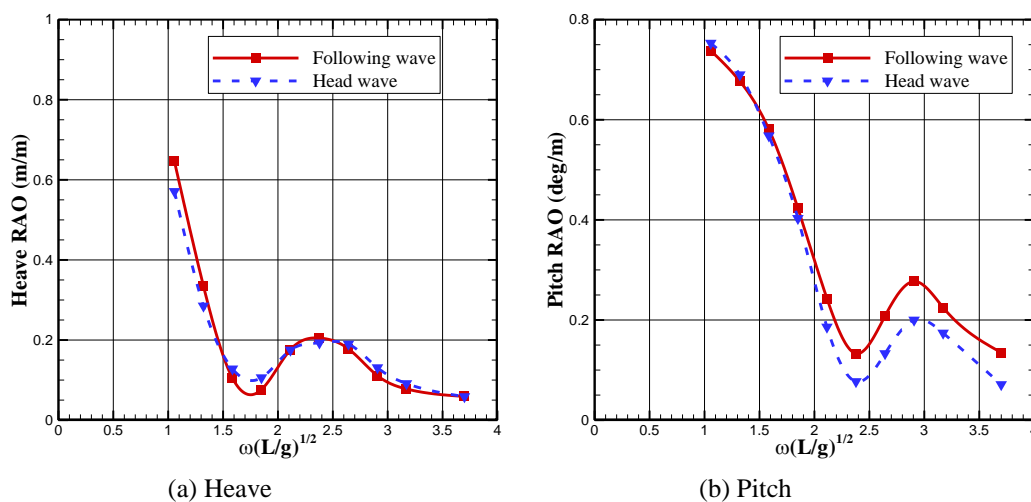 Heave RAO (m/m)
1
0.8
0.6
0.4
0.2
0
0 0.5 1 1.5 2 2.5 3 3.5 4
ω(L/g)^1/2
Following wave
Head wave
(a) Heave
Pitch RAO (deg/m)
0.8
0.6
0.4
0.2
0
0 0.5 1 1.5 2 2.5 3 3.5 4
ω(L/g)^1/2
Following wave
Head wave
(b) Pitch